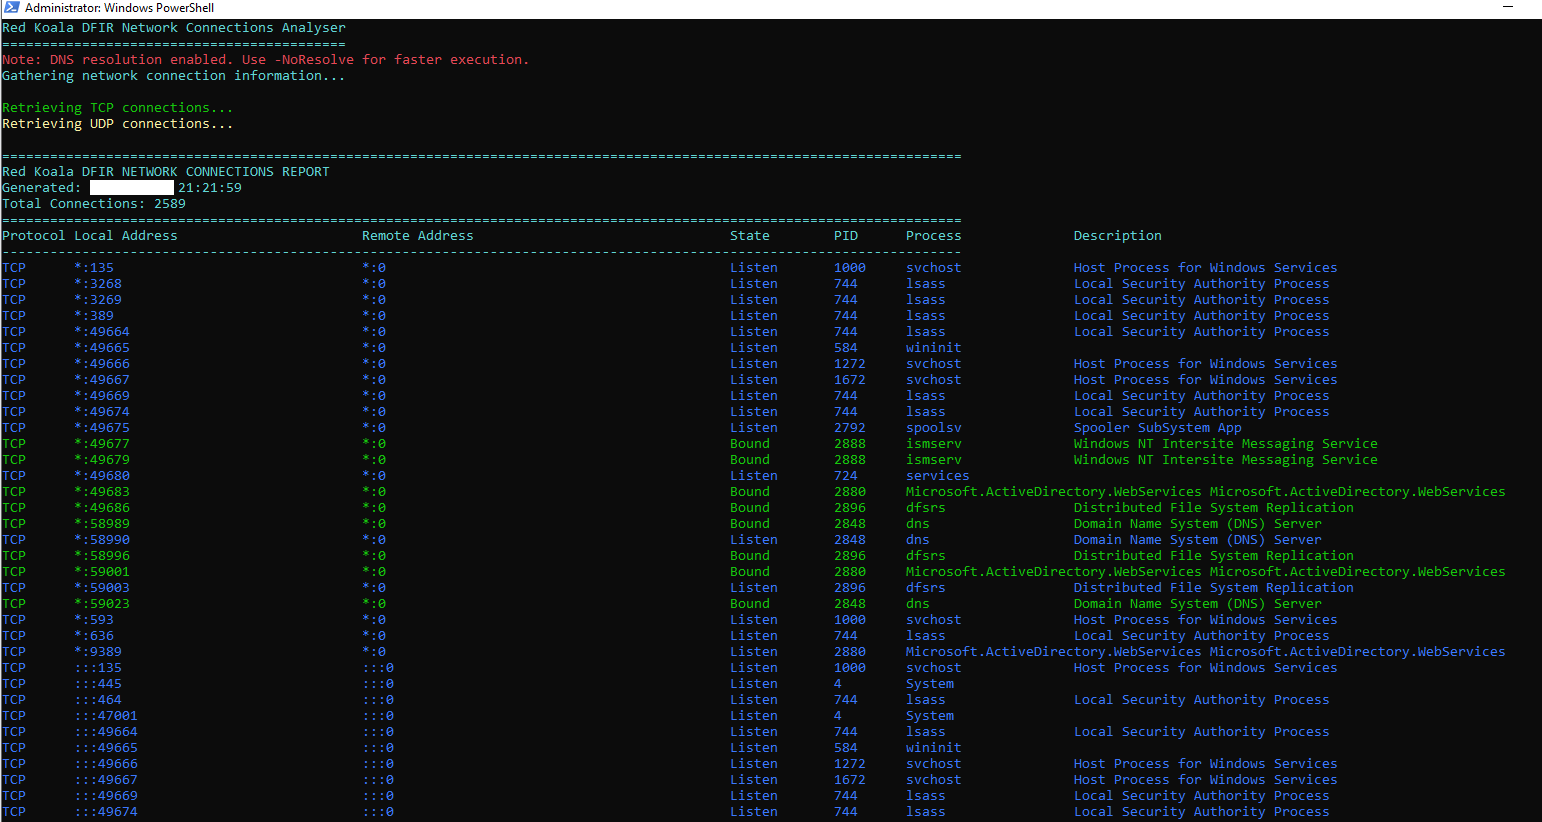 Administrator: Windows PowerShell
Red Koala DFIR Network Connections Analyser
===========================================
Note: DNS resolution enabled. Use -NoResolve for faster execution.
Gathering network connection information...
Retrieving TCP connections...
Retrieving UDP connections...
========================================================================================================================
Red Koala DFIR NETWORK CONNECTIONS REPORT
Generated: 21:21:59
Total Connections: 2589
========================================================================================================================
Protocol Local Address Remote Address State PID Process Description
------------------------------------------------------------------------------------------------------------------------
TCP *:135 *:0 Listen 1000 svchost Host Process for Windows Services
TCP *:3268 *:0 Listen 744 lsass Local Security Authority Process
TCP *:3269 *:0 Listen 744 lsass Local Security Authority Process
TCP *:389 *:0 Listen 744 lsass Local Security Authority Process
TCP *:49664 *:0 Listen 744 lsass Local Security Authority Process
TCP *:49665 *:0 Listen 584 wininit
TCP *:49666 *:0 Listen 1272 svchost Host Process for Windows Services
TCP *:49667 *:0 Listen 1672 svchost Host Process for Windows Services
TCP *:49669 *:0 Listen 744 lsass Local Security Authority Process
TCP *:49674 *:0 Listen 744 lsass Local Security Authority Process
TCP *:49675 *:0 Listen 2792 spoolsv Spooler SubSystem App
TCP *:49677 *:0 Bound 2888 ismserv Windows NT Intersite Messaging Service
TCP *:49679 *:0 Bound 2888 ismserv Windows NT Intersite Messaging Service
TCP *:49680 *:0 Listen 724 services
TCP *:49683 *:0 Bound 2880 Microsoft.ActiveDirectory.WebServices Microsoft.ActiveDirectory.WebServices
TCP *:49686 *:0 Bound 2896 dfsrs Distributed File System Replication
TCP *:58989 *:0 Bound 2848 dns Domain Name System (DNS) Server
TCP *:58990 *:0 Listen 2848 dns Domain Name System (DNS) Server
TCP *:58996 *:0 Bound 2896 dfsrs Distributed File System Replication
TCP *:59001 *:0 Bound 2880 Microsoft.ActiveDirectory.WebServices Microsoft.ActiveDirectory.WebServices
TCP *:59003 *:0 Listen 2896 dfsrs Distributed File System Replication
TCP *:59023 *:0 Bound 2848 dns Domain Name System (DNS) Server
TCP *:593 *:0 Listen 1000 svchost Host Process for Windows Services
TCP *:636 *:0 Listen 744 lsass Local Security Authority Process
TCP *:9389 *:0 Listen 2880 Microsoft.ActiveDirectory.WebServices Microsoft.ActiveDirectory.WebServices
TCP :::135 :::0 Listen 1000 svchost Host Process for Windows Services
TCP :::445 :::0 Listen 4 System
TCP :::464 :::0 Listen 744 lsass Local Security Authority Process
TCP :::47001 :::0 Listen 4 System
TCP :::49664 :::0 Listen 744 lsass Local Security Authority Process
TCP :::49665 :::0 Listen 584 wininit
TCP :::49666 :::0 Listen 1272 svchost Host Process for Windows Services
TCP :::49667 :::0 Listen 1672 svchost Host Process for Windows Services
TCP :::49669 :::0 Listen 744 lsass Local Security Authority Process
TCP :::49674 :::0 Listen 744 lsass Local Security Authority Process